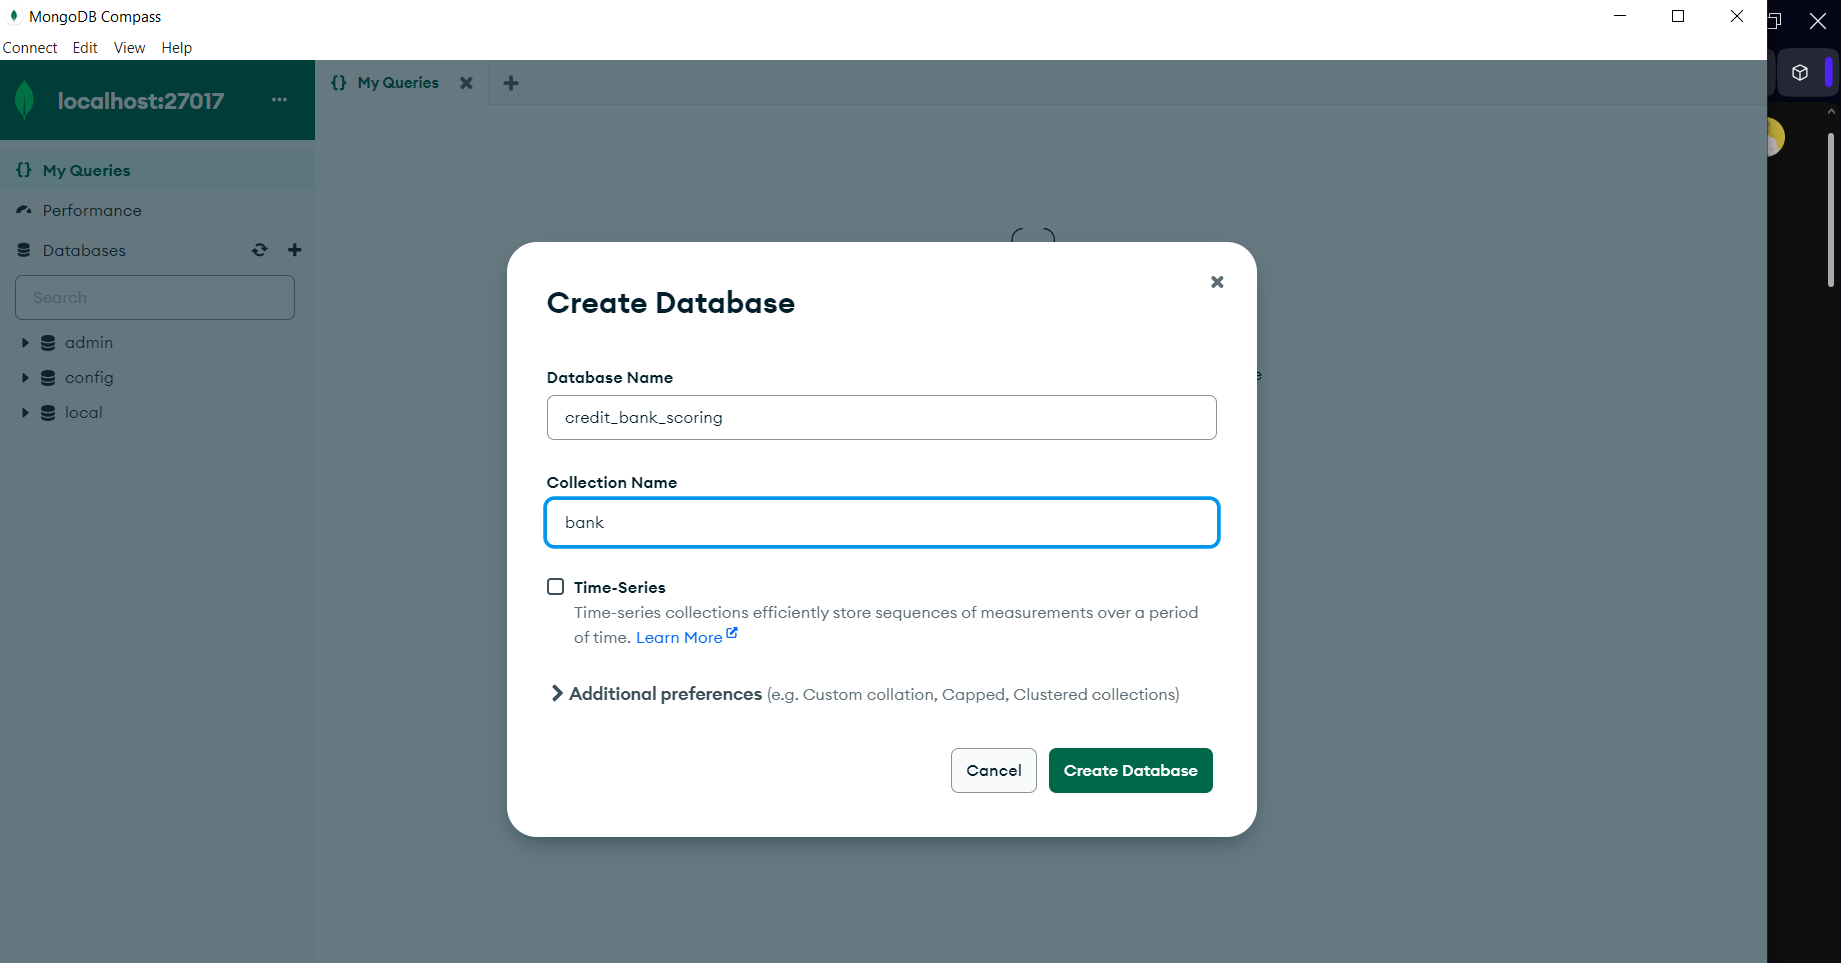 MongoDB Compass
Connect Edit View Help
localhost:27017
My Queries
My Queries
Performance
Databases
Search
admin
config
local
Create Database
Database Name
credit_bank_scoring
Collection Name
bank
Time-Series
Time-series collections efficiently store sequences of measurements over a period
of time. Learn More
Additional preferences (e.g. Custom collation, Capped, Clustered collections)
Cancel
Create Database